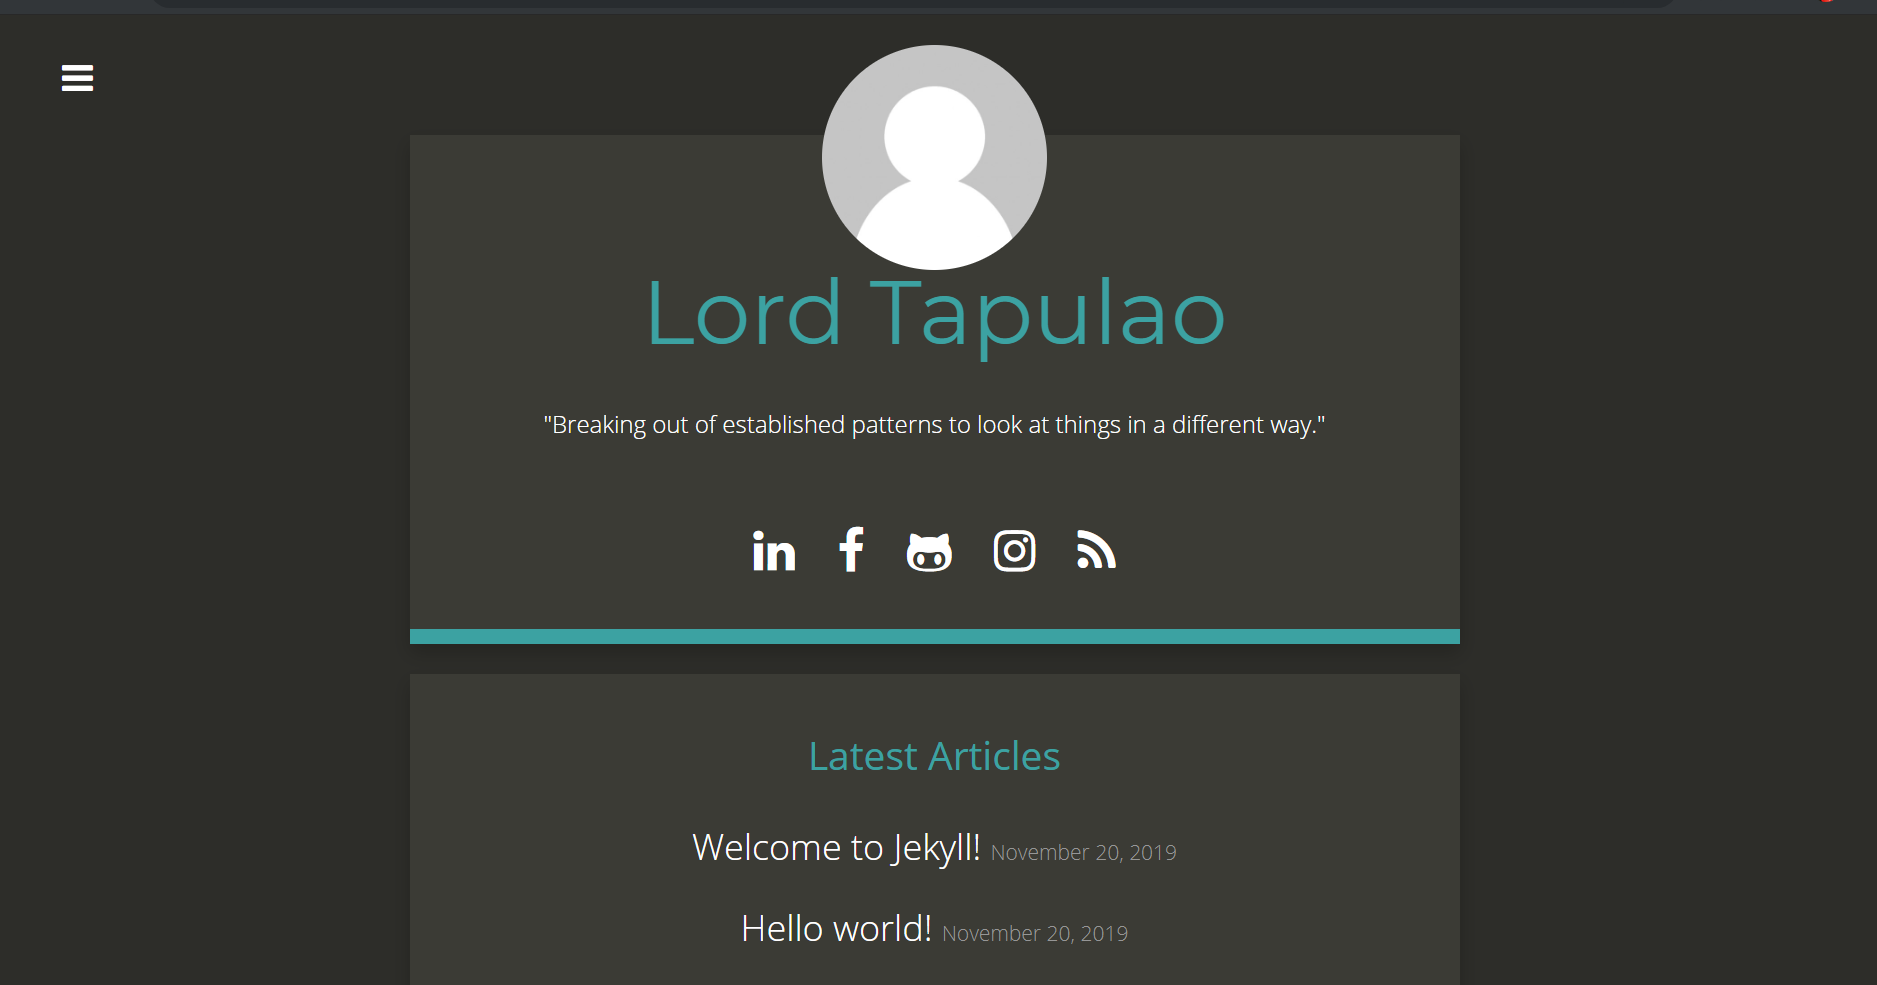 Lord Tapulao
"Breaking out of established patterns to look at things in a different way."
Latest Articles
Welcome to Jekyll! November 20, 2019
Hello world! November 20, 2019